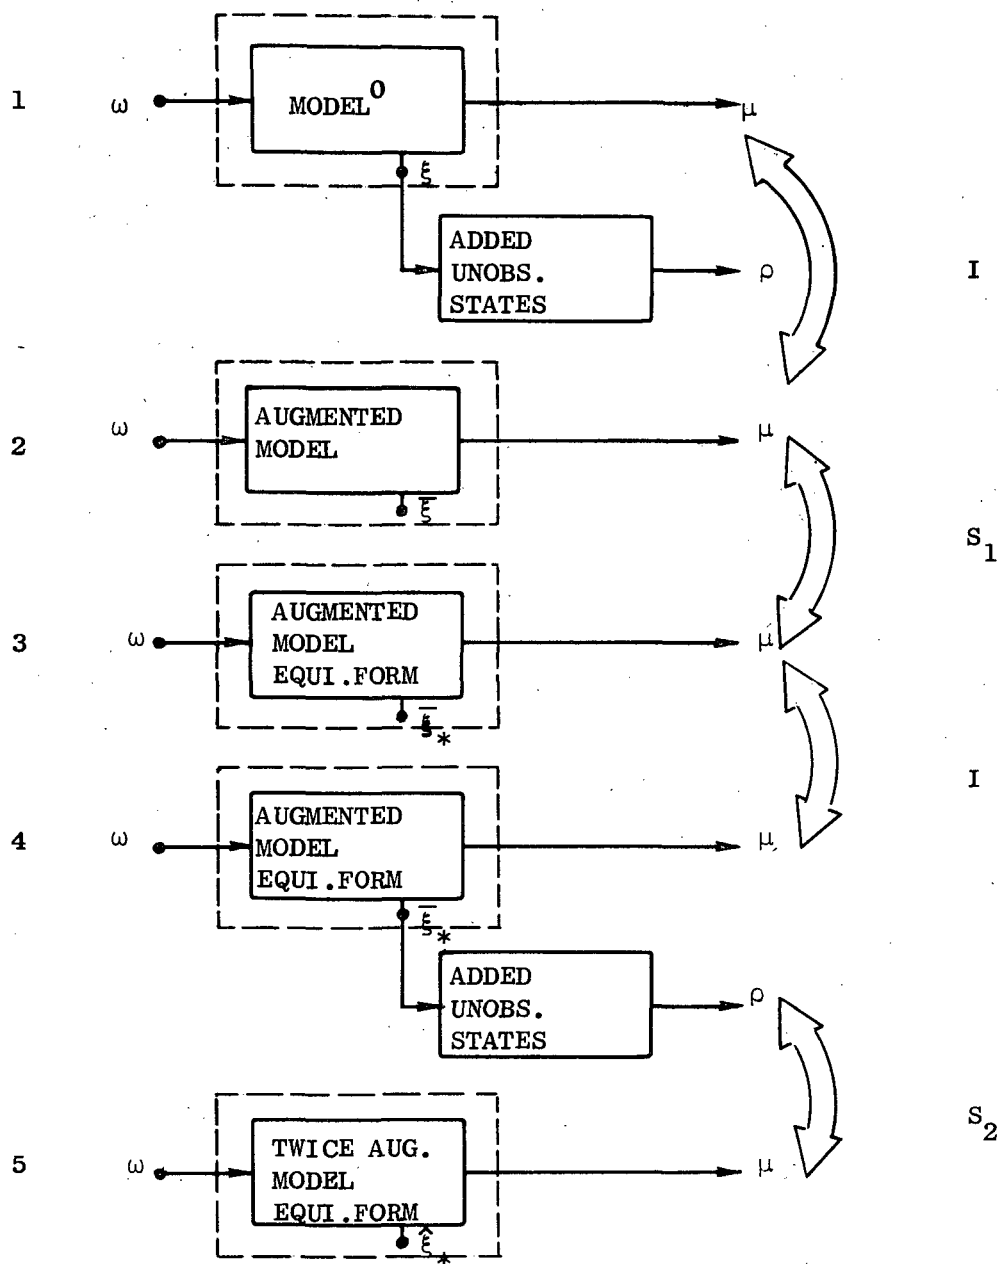 1 ω MODEL⁰ μ
ξ
ADDED
UNOBS.
STATES
ρ I
2 ω AUGMENTED
MODEL
μ
ξ̅
S₁
3 ω AUGMENTED
MODEL
EQUI.FORM
μ
ξ̅*
I
4 ω AUGMENTED
MODEL
EQUI.FORM
μ
ξ̅*
ADDED
UNOBS.
STATES
ρ
S₂
5 ω TWICE AUG.
MODEL
EQUI.FORM
μ
ξ̂*